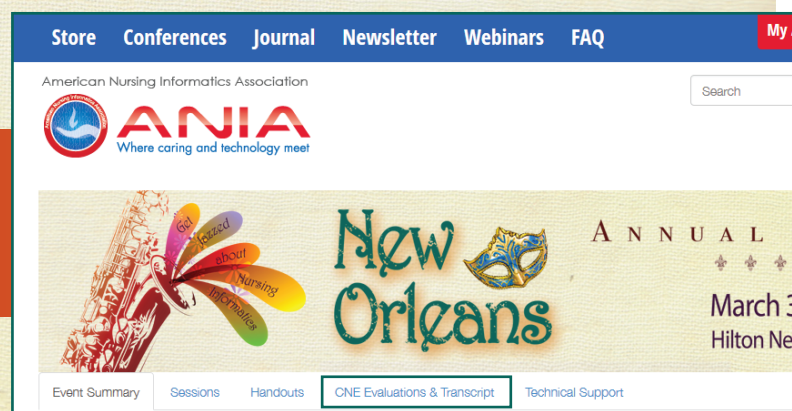 Store Conferences Journal Newsletter Webinars FAQ My
American Nursing Informatics Association
Search
ANIA
Where caring and technology meet
Get
Jazzed
about
Nursing
Informatics
New
Orleans
ANNUAL
March 3
Hilton Ne
Event Summary Sessions Handouts CNE Evaluations & Transcript Technical Support